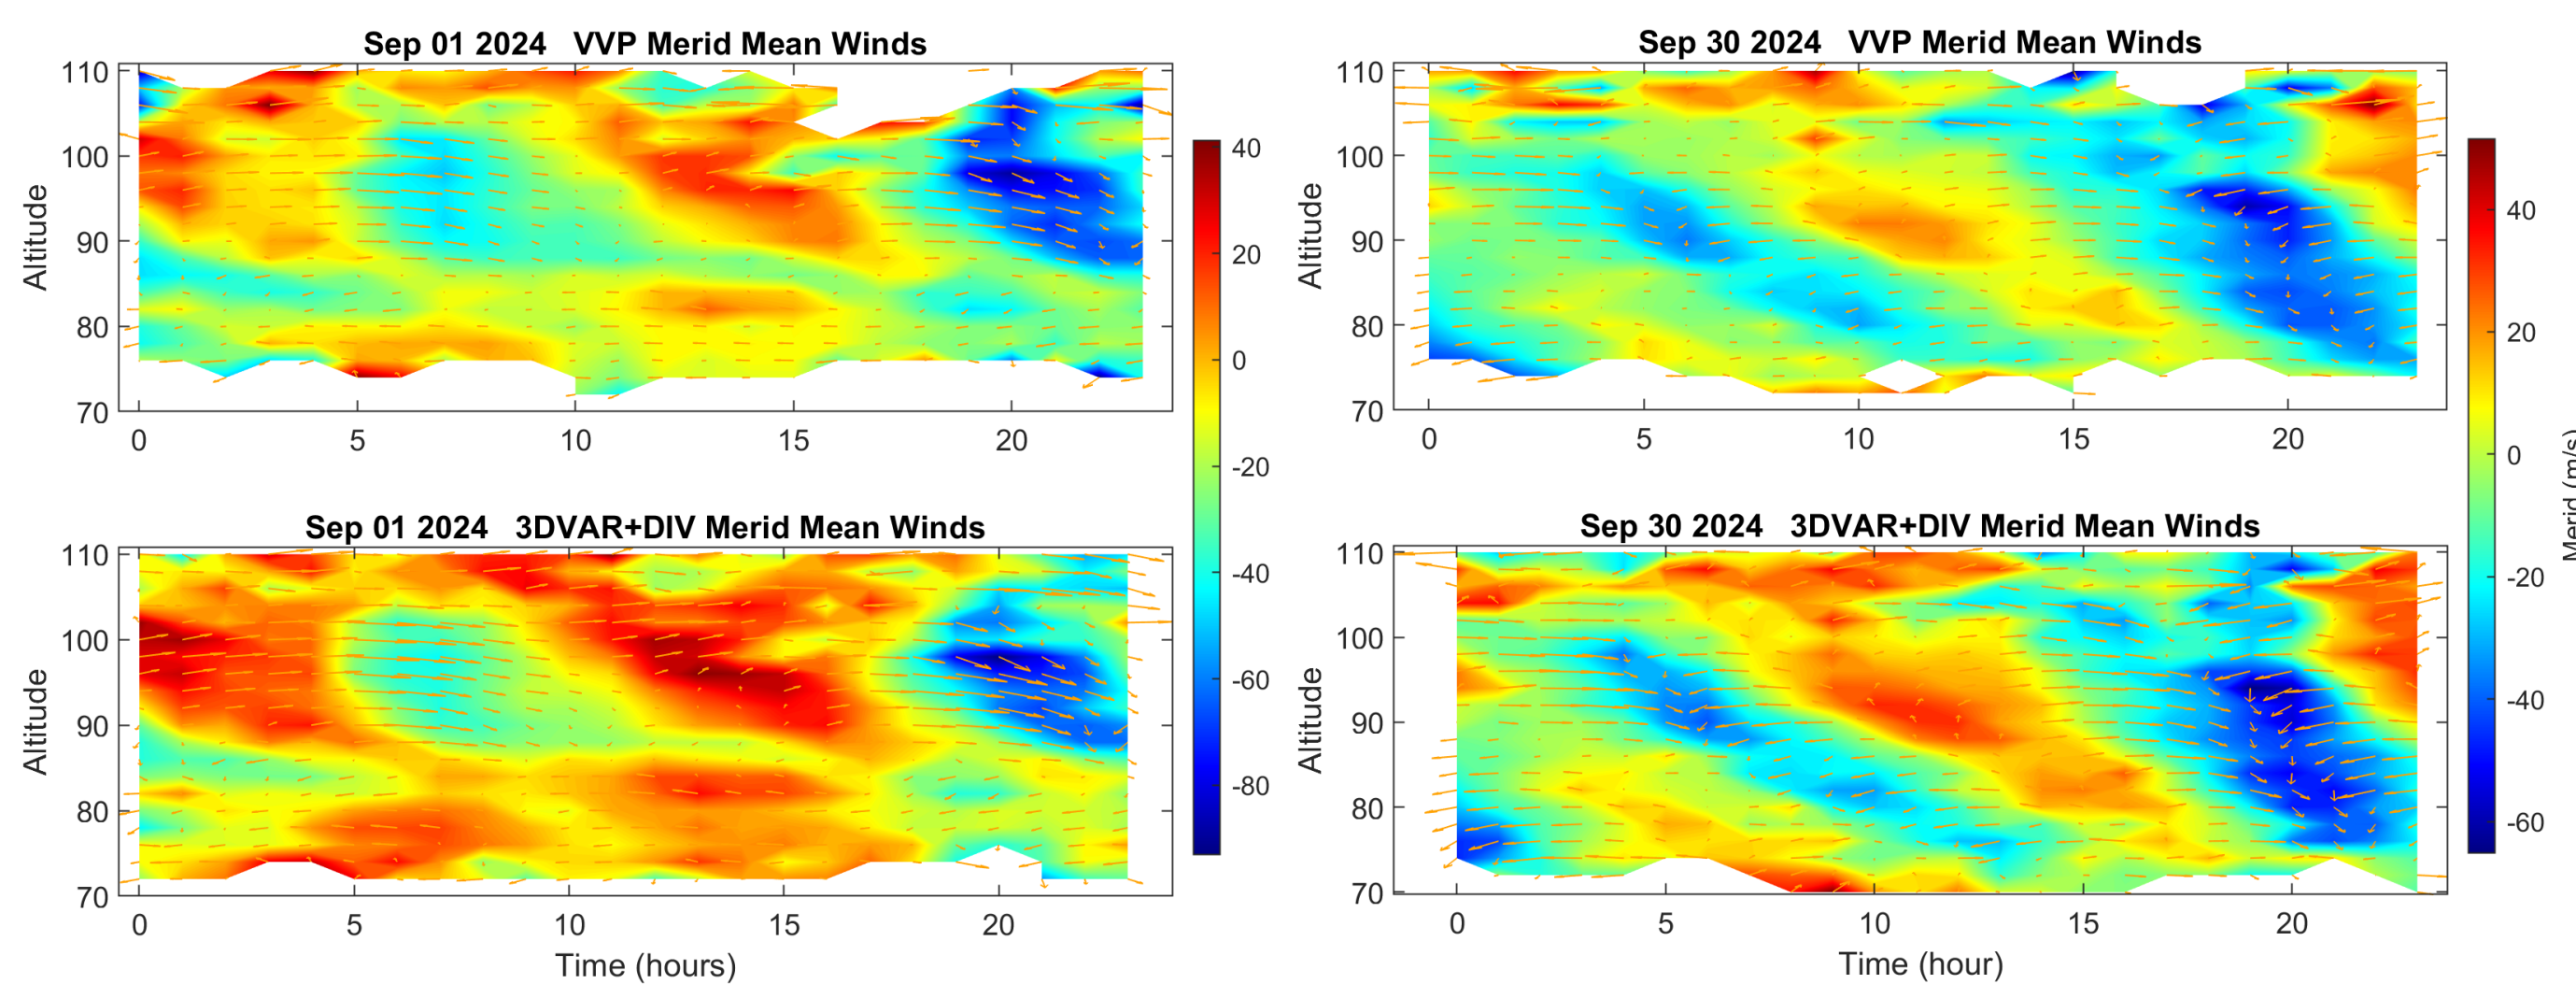 Sep 01 2024 VVP Merid Mean Winds
110
100
90
80
70
Altitude
0 5 10 15 20
Sep 01 2024 3DVAR+DIV Merid Mean Winds
110
100
90
80
70
Altitude
0 5 10 15 20
Time (hours)
40
20
0
-20
-40
-60
-80
Sep 30 2024 VVP Merid Mean Winds
110
100
90
80
70
Altitude
0 5 10 15 20
Sep 30 2024 3DVAR+DIV Merid Mean Winds
110
100
90
80
70
Altitude
0 5 10 15 20
Time (hour)
40
20
0
-20
-40
-60
Merid (m/s)